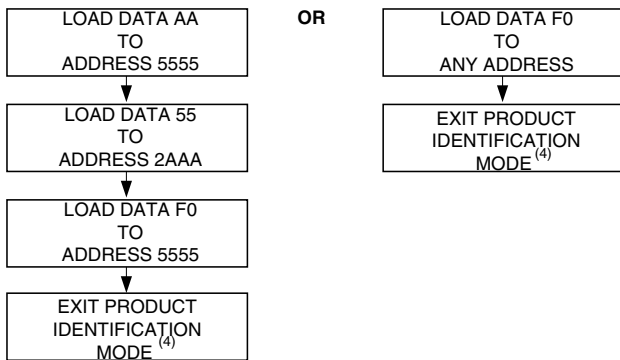 LOAD DATA AA
TO
ADDRESS 5555
LOAD DATA 55
TO
ADDRESS 2AAA
LOAD DATA F0
TO
ADDRESS 5555
EXIT PRODUCT
IDENTIFICATION
MODE (4)
OR
LOAD DATA F0
TO
ANY ADDRESS
EXIT PRODUCT
IDENTIFICATION
MODE (4)